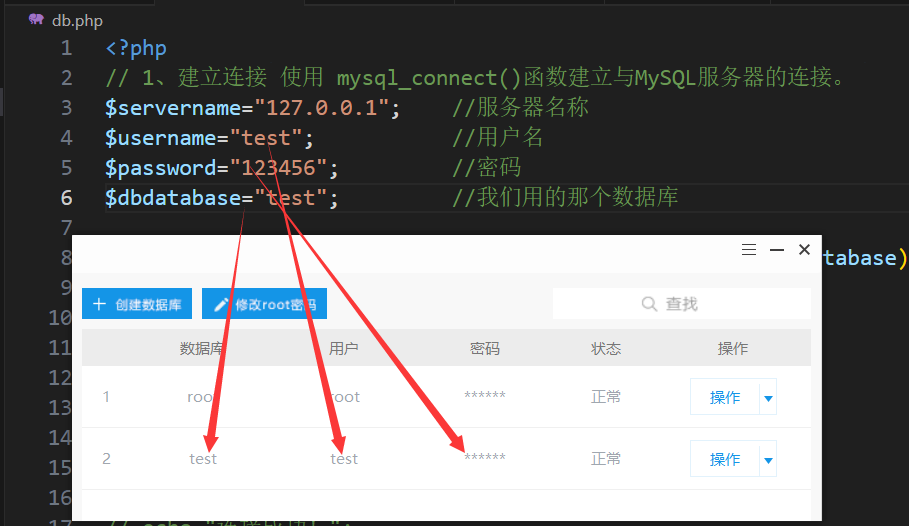 db.php
1 <?php
2 // 1、建立连接 使用 mysql_connect()函数建立与MySQL服务器的连接。
3 $servername="127.0.0.1"; //服务器名称
4 $username="test"; //用户名
5 $password="123456"; //密码
6 $dbdatabase="test"; //我们用的那个数据库
7
8 tabase)
9
创建数据库 修改root密码 查找
10
11 数据库 用户 密码 状态 操作
12
1 root root ****** 正常 操作
13
14
2 test test ****** 正常 操作
15
16
17